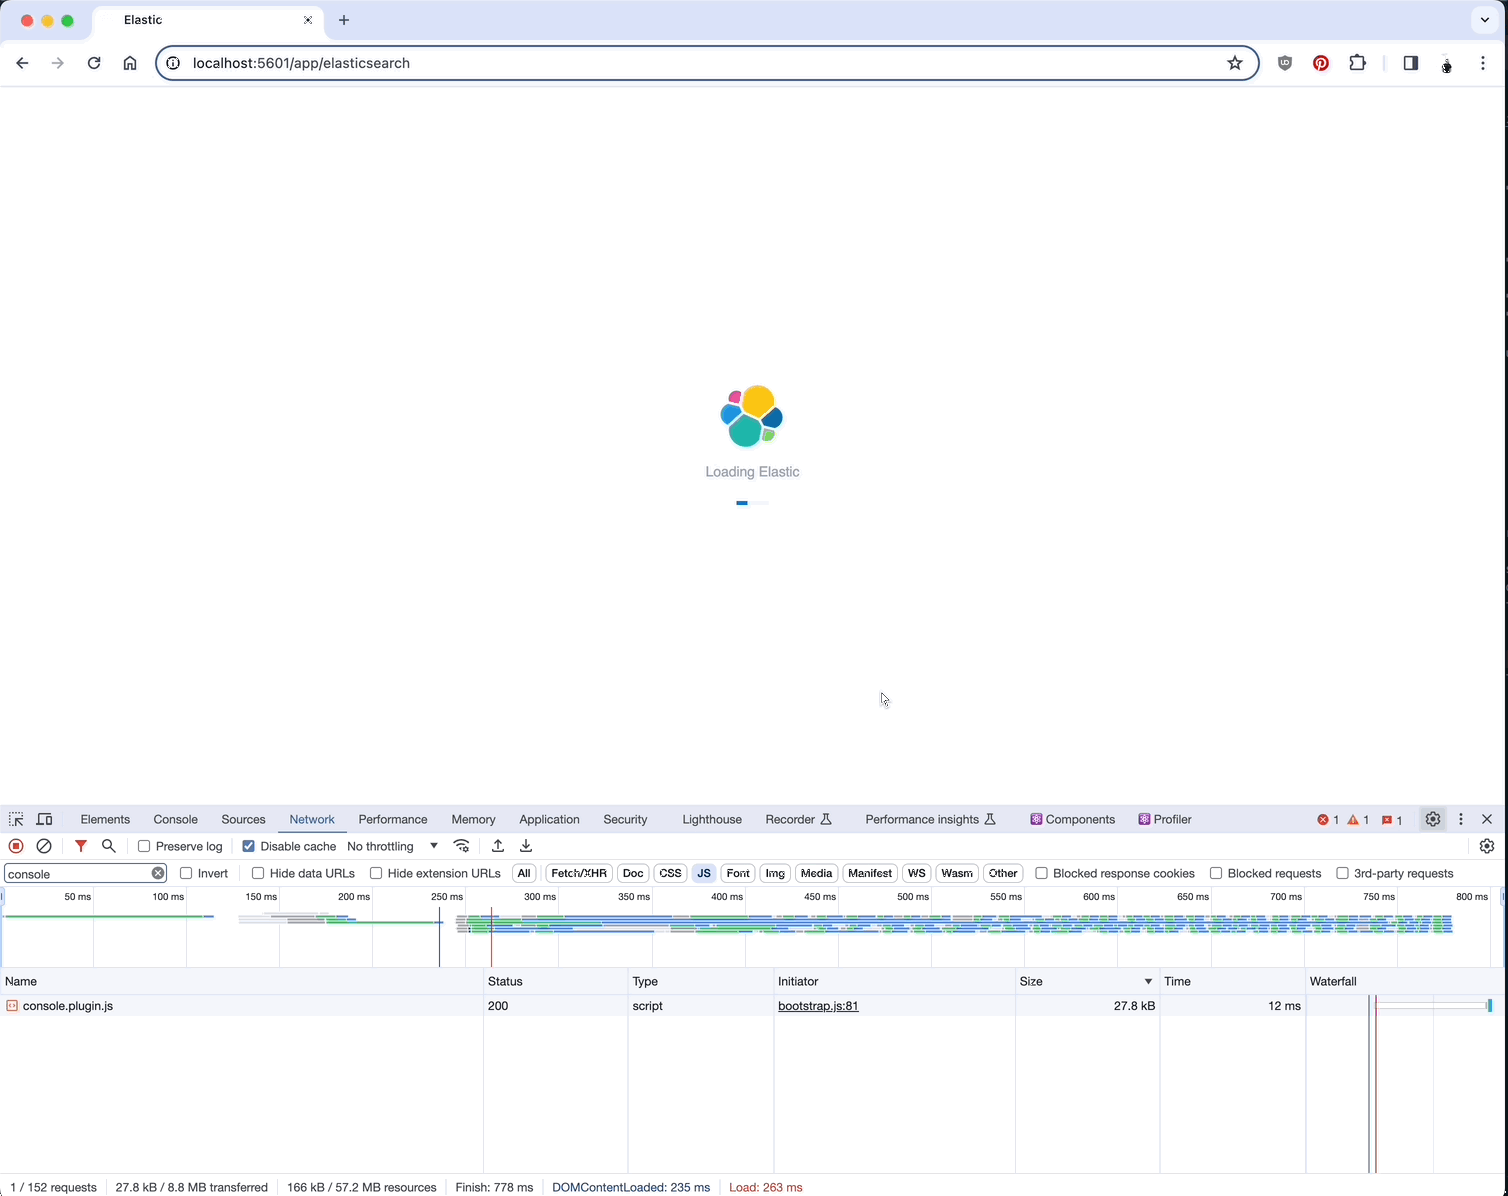 Elastic
localhost:5601/app/elasticsearch
Loading Elastic
Elements Console Sources Network Performance Memory Application Security Lighthouse Recorder Performance insights Components Profiler 1 1 1
Preserve log Disable cache No throttling
console Invert Hide data URLs Hide extension URLs All Fetch/XHR Doc CSS JS Font Img Media Manifest WS Wasm Other Blocked response cookies Blocked requests 3rd-party requests
50 ms 100 ms 150 ms 200 ms 250 ms 300 ms 350 ms 400 ms 450 ms 500 ms 550 ms 600 ms 650 ms 700 ms 750 ms 800 ms
Name Status Type Initiator Size Time Waterfall
console.plugin.js 200 script bootstrap.js:81 27.8 kB 12 ms
1 / 152 requests 27.8 kB / 8.8 MB transferred 166 kB / 57.2 MB resources Finish: 778 ms DOMContentLoaded: 235 ms Load: 263 ms